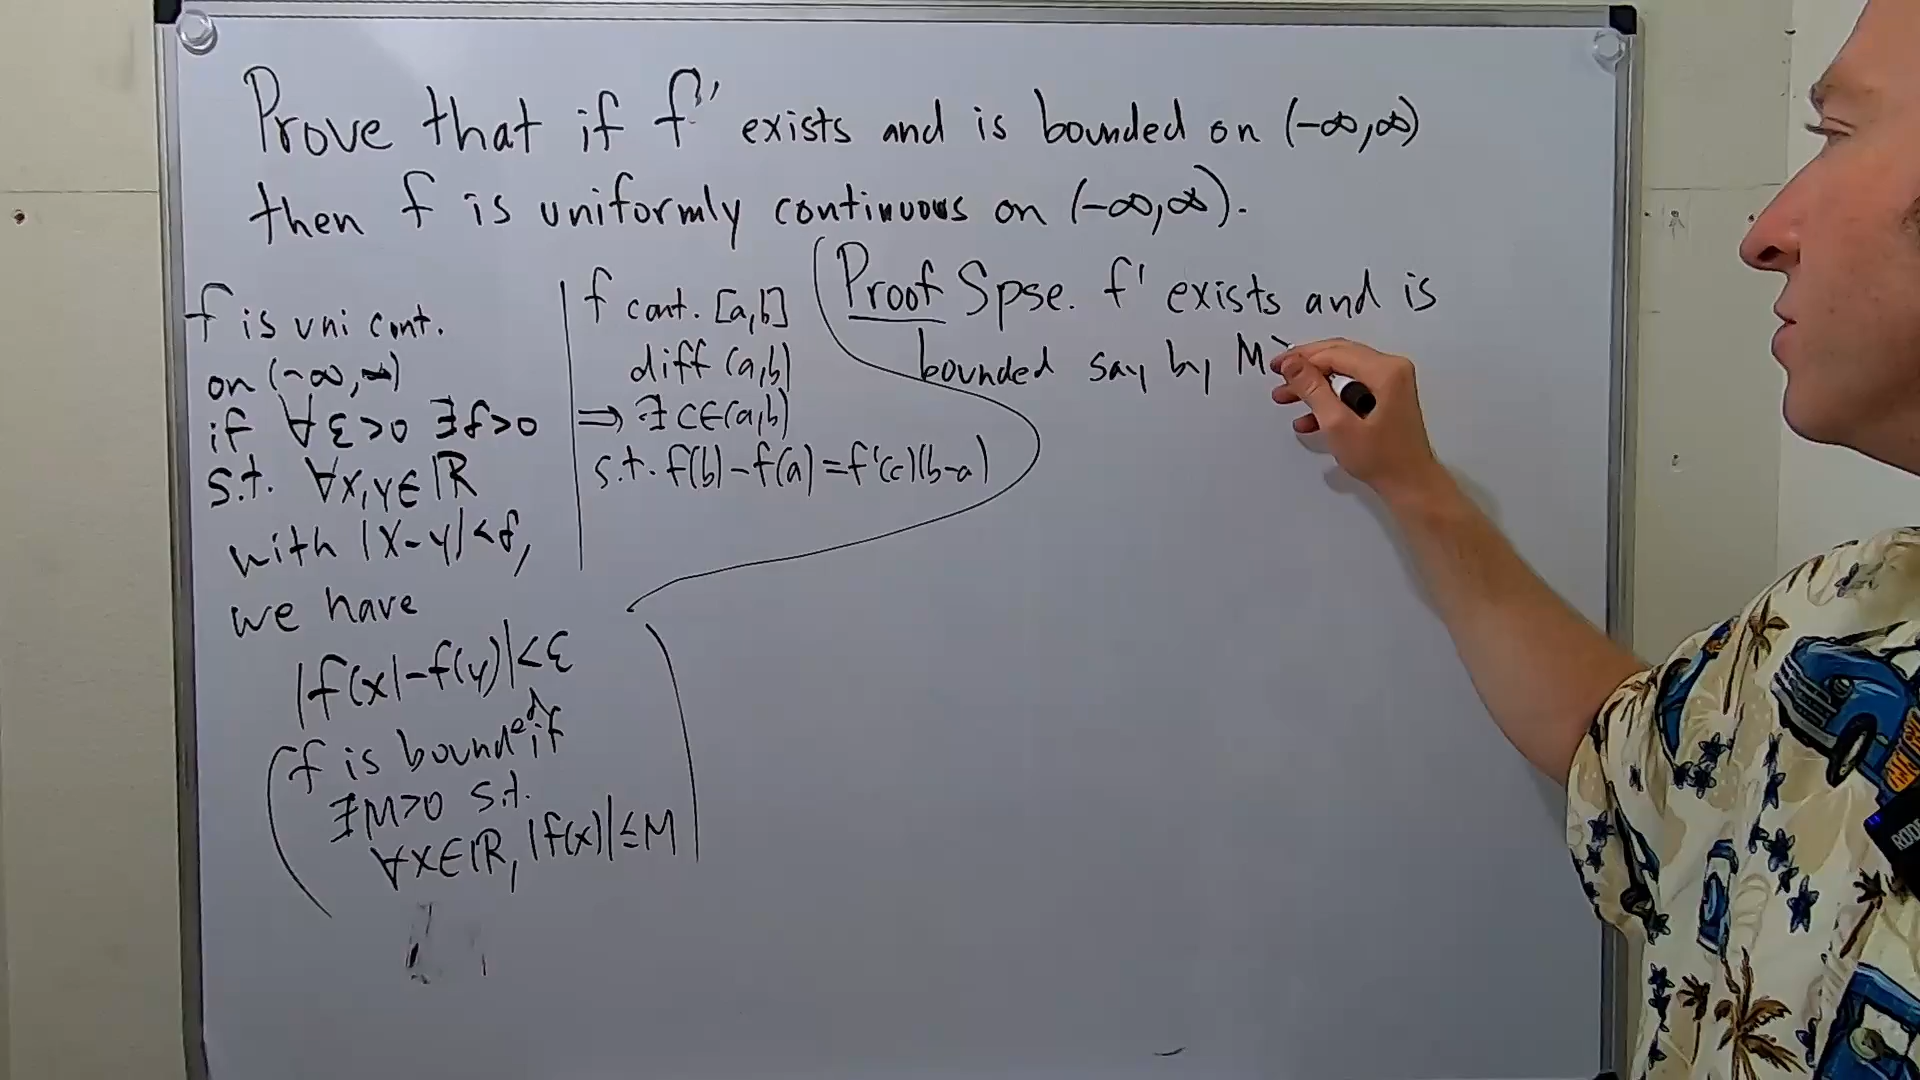 Prove that if f' exists and is bounded on (-∞,∞)
then f is uniformly continuous on (-∞,∞).
f is uni cont.
on (-∞,∞)
if ∀ε>0 ∃δ>0
s.t. ∀x,y∈ℝ
with |x-y|<δ,
we have
|f(x)-f(y)|<ε
f is bounded if
∃M>0 s.t.
∀x∈ℝ, |f(x)|≤M
f cont. [a,b]
diff (a,b)
⇒ ∃ c∈(a,b)
s.t. f(b)-f(a)=f'(c)(b-a)
Proof Spse. f' exists and is
bounded say by M